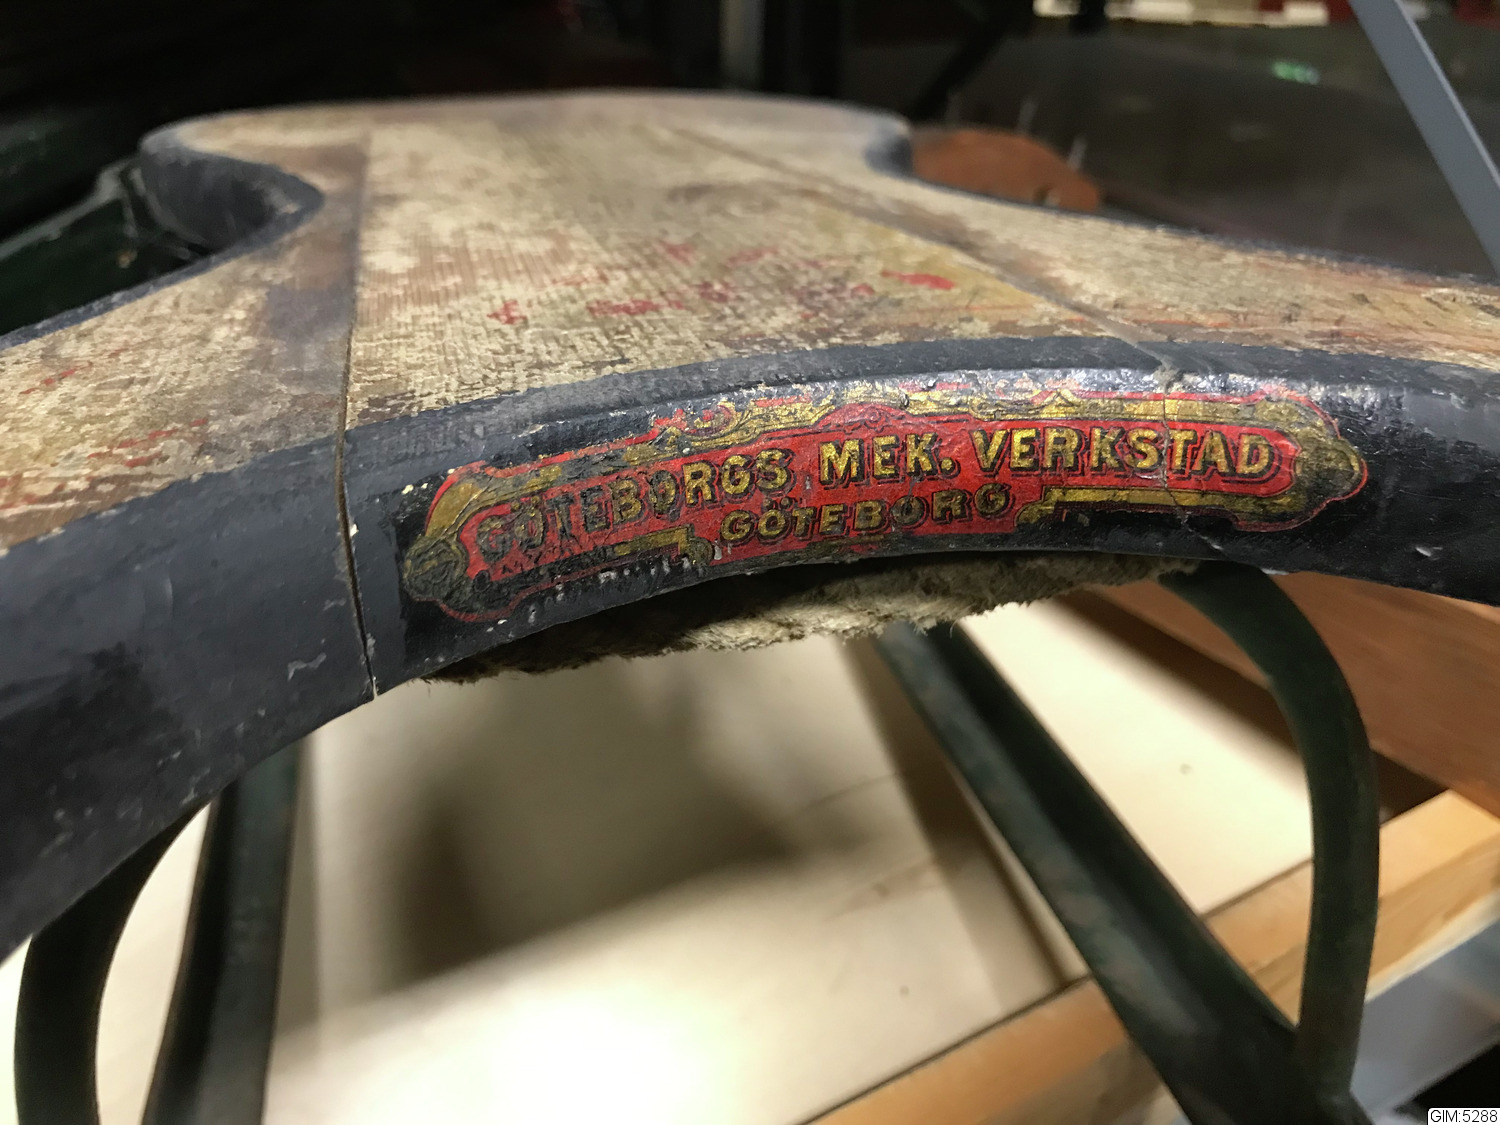 GÖTEBORGS MEK. VERKSTAD
GÖTEBORG
GIM:5288